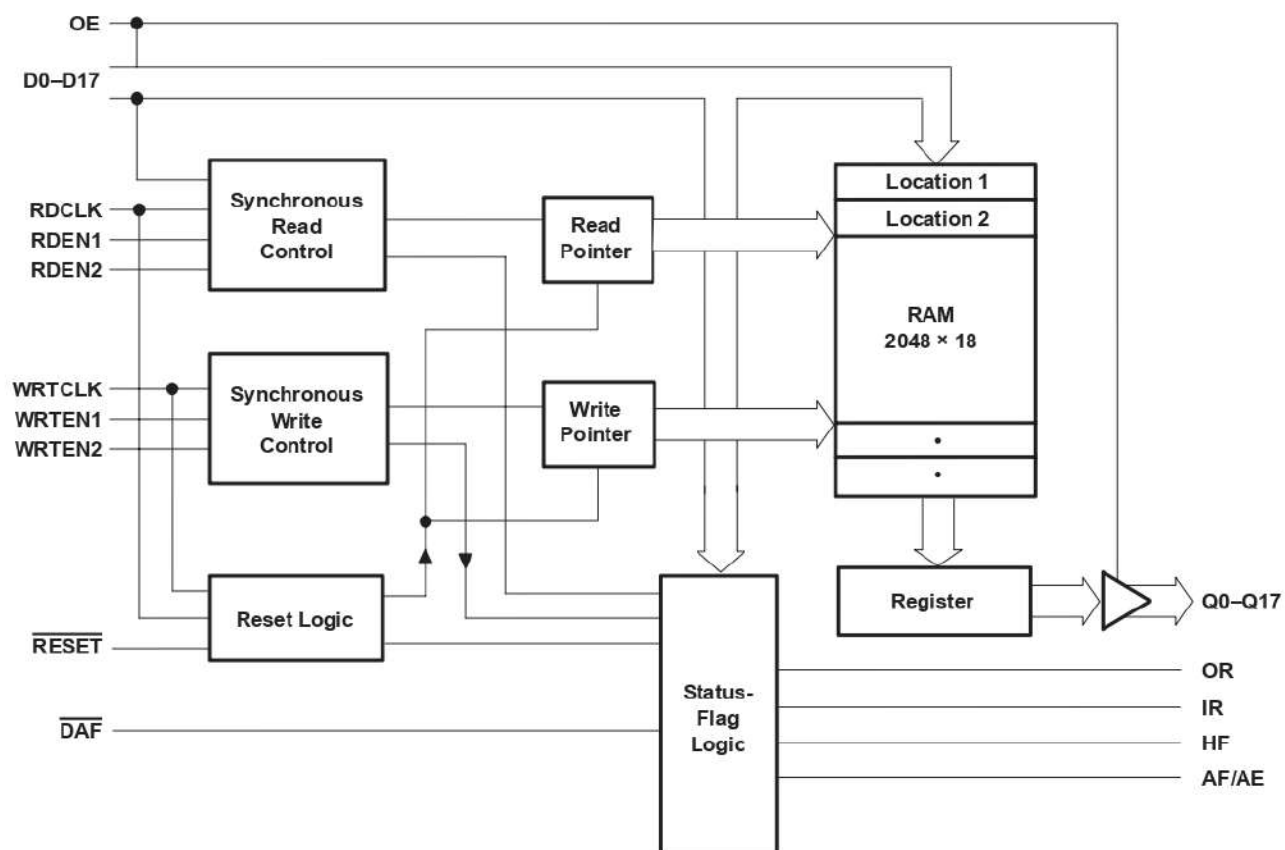 OE
D0–D17
RDCLK
RDEN1
RDEN2
Synchronous
Read
Control
Read
Pointer
Location 1
Location 2
RAM
2048 × 18
WRTCLK
WRTEN1
WRTEN2
Synchronous
Write
Control
Write
Pointer
RESET
Reset Logic
Register
Q0–Q17
DAF
Status-
Flag
Logic
OR
IR
HF
AF/AE